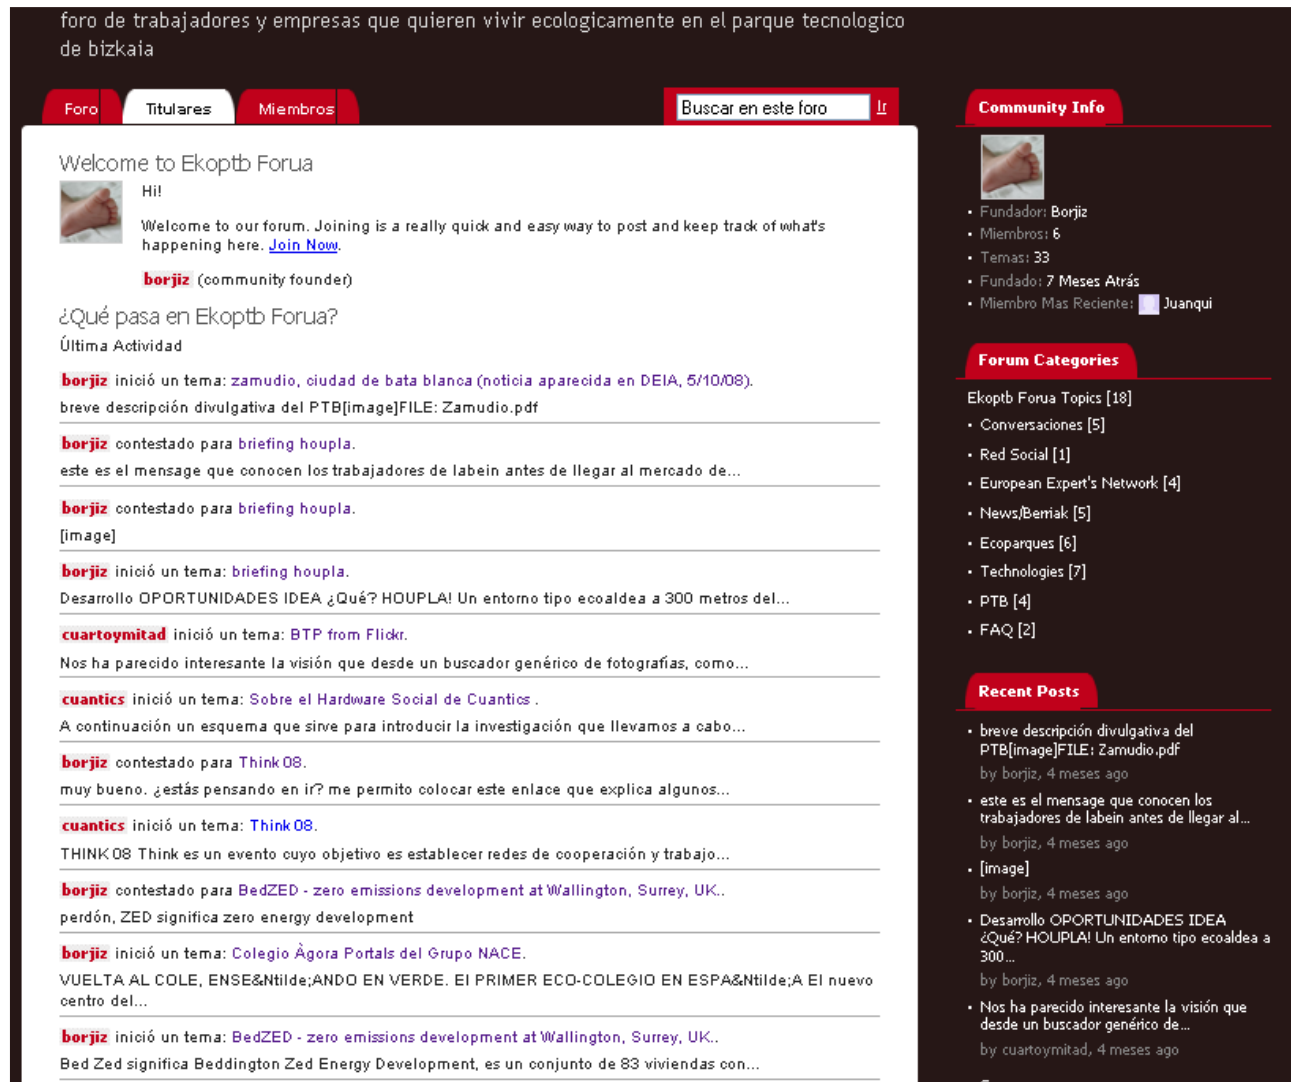 foro de trabajadores y empresas que quieren vivir ecologicamente en el parque tecnologico
de bizkaia
Foro
Titulares
Miembros
Buscar en este foro
Ir
Welcome to Ekoptb Forua
Hi!
Welcome to our forum. Joining is a really quick and easy way to post and keep track of what's
happening here. Join Now.
borjiz (community founder)
¿Qué pasa en Ekoptb Forua?
Última Actividad
borjiz inició un tema: zamudio, ciudad de bata blanca (noticia aparecida en DEIA, 5/10/08).
breve descripción divulgativa del PTB[image]FILE: Zamudio.pdf
borjiz contestado para briefing houpla.
este es el mensage que conocen los trabajadores de labein antes de llegar al mercado de...
borjiz contestado para briefing houpla.
[image]
borjiz inició un tema: briefing houpla.
Desarrollo OPORTUNIDADES IDEA ¿Qué? HOUPLA! Un entorno tipo ecoaldea a 300 metros del...
cuartoymitad inició un tema: BTP from Flickr.
Nos ha parecido interesante la visión que desde un buscador genérico de fotografías, como...
cuantics inició un tema: Sobre el Hardware Social de Cuantics .
A continuación un esquema que sirve para introducir la investigación que llevamos a cabo...
borjiz contestado para Think 08.
muy bueno. ¿estás pensando en ir? me permito colocar este enlace que explica algunos...
cuantics inició un tema: Think 08.
THINK 08 Think es un evento cuyo objetivo es establecer redes de cooperación y trabajo...
borjiz contestado para BedZED - zero emissions development at Wallington, Surrey, UK..
perdón, ZED significa zero energy development
borjiz inició un tema: Colegio Àgora Portals del Grupo NACE.
VUELTA AL COLE, ENSE&Ntilde;ANDO EN VERDE. El PRIMER ECO-COLEGIO EN ESPA&Ntilde;A El nuevo
centro del...
borjiz inició un tema: BedZED - zero emissions development at Wallington, Surrey, UK..
Bed Zed significa Beddington Zed Energy Development, es un conjunto de 83 viviendas con...
Community Info
• Fundador: Borjiz
• Miembros: 6
• Temas: 33
• Fundado: 7 Meses Atrás
• Miembro Mas Reciente: Juanqui
Forum Categories
Ekoptb Forua Topics [18]
• Conversaciones [5]
• Red Social [1]
• European Expert's Network [4]
• News/Berriak [5]
• Ecoparques [6]
• Technologies [7]
• PTB [4]
• FAQ [2]
Recent Posts
• breve descripción divulgativa del
PTB[image]FILE: Zamudio.pdf
by borjiz, 4 meses ago
• este es el mensage que conocen los
trabajadores de labein antes de llegar al...
by borjiz, 4 meses ago
• [image]
by borjiz, 4 meses ago
• Desarrollo OPORTUNIDADES IDEA
¿Qué? HOUPLA! Un entorno tipo ecoaldea a
300...
by borjiz, 4 meses ago
• Nos ha parecido interesante la visión que
desde un buscador genérico de...
by cuartoymitad, 4 meses ago